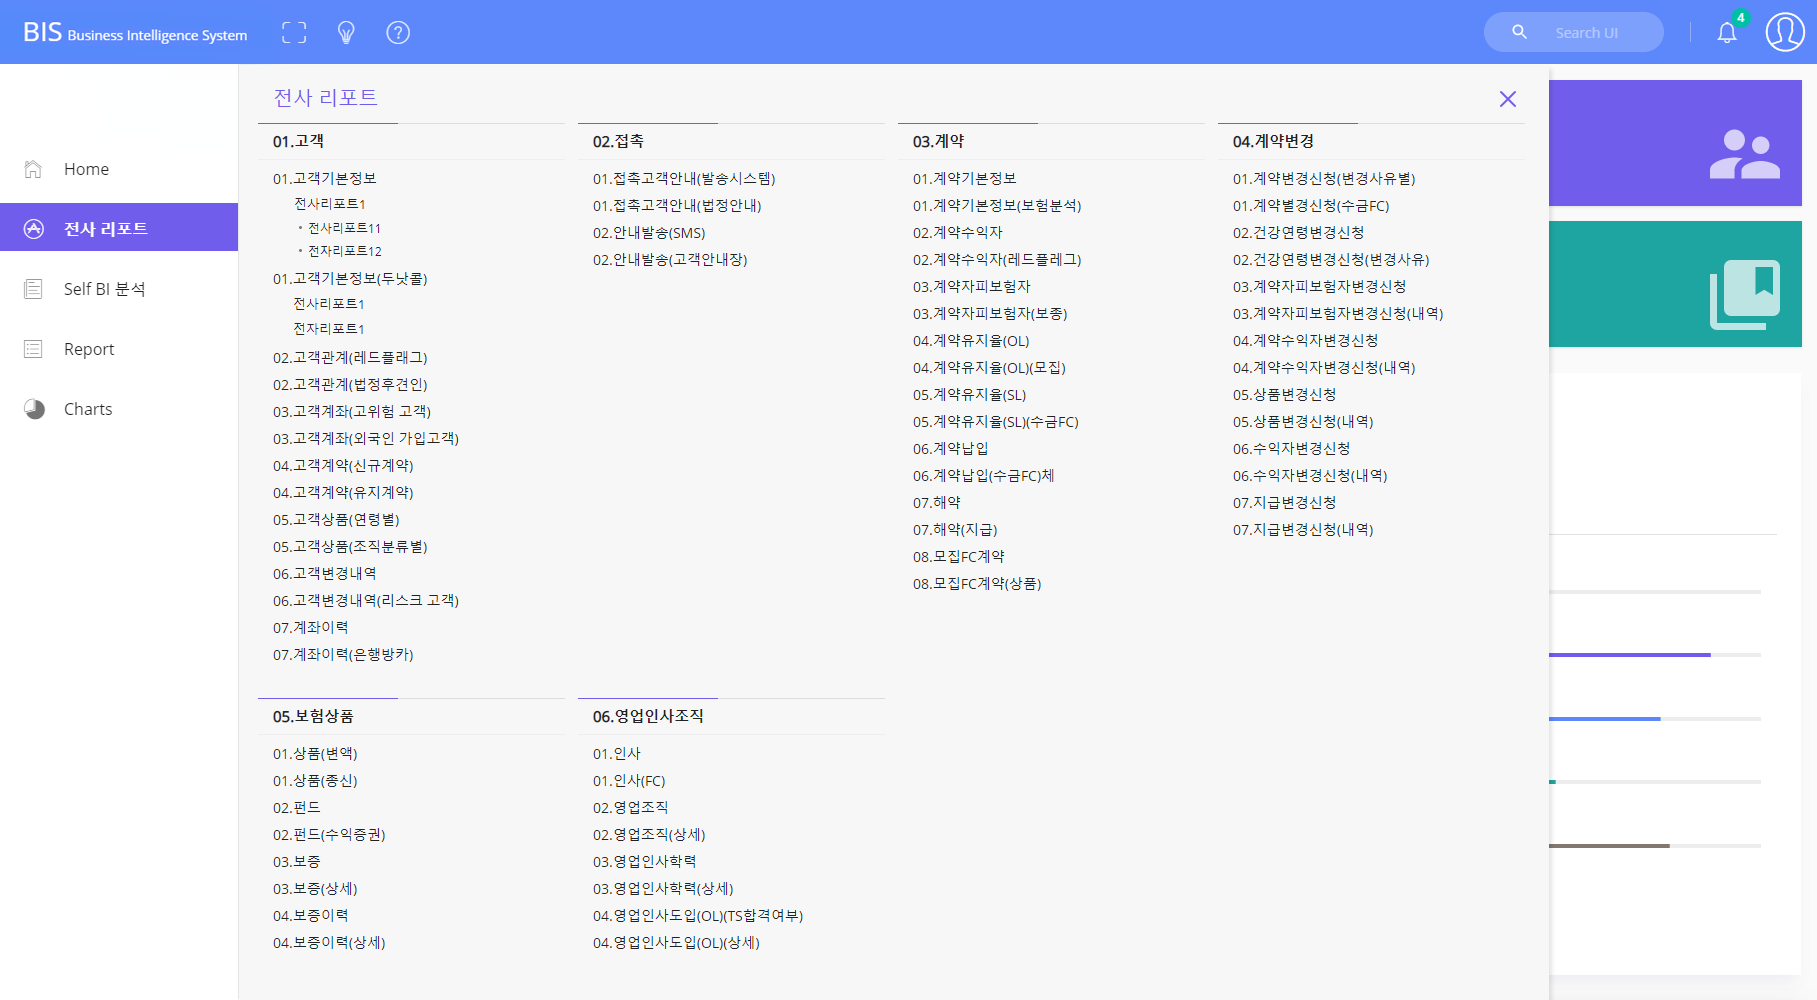 BIS Business Intelligence System
Search UI
4
Home
전사 리포트
Self BI 분석
Report
Charts
전사 리포트
01.고객
01.고객기본정보
전사리포트1
전사리포트11
전자리포트12
01.고객기본정보(두낫콜)
전사리포트1
전자리포트1
02.고객관계(레드플래그)
02.고객관계(법정후견인)
03.고객계좌(고위험 고객)
03.고객계좌(외국인 가입고객)
04.고객계약(신규계약)
04.고객계약(유지계약)
05.고객상품(연령별)
05.고객상품(조직분류별)
06.고객변경내역
06.고객변경내역(리스크 고객)
07.계좌이력
07.계좌이력(은행방카)
02.접촉
01.접촉고객안내(발송시스템)
01.접촉고객안내(법정안내)
02.안내발송(SMS)
02.안내발송(고객안내장)
03.계약
01.계약기본정보
01.계약기본정보(보험분석)
02.계약수익자
02.계약수익자(레드플레그)
03.계약자피보험자
03.계약자피보험자(보종)
04.계약유지율(OL)
04.계약유지율(OL)(모집)
05.계약유지율(SL)
05.계약유지율(SL)(수금FC)
06.계약납입
06.계약납입(수금FC)체
07.해약
07.해약(지급)
08.모집FC계약
08.모집FC계약(상품)
04.계약변경
01.계약변경신청(변경사유별)
01.계약별경신청(수금FC)
02.건강연령변경신청
02.건강연령변경신청(변경사유)
03.계약자피보험자변경신청
03.계약자피보험자변경신청(내역)
04.계약수익자변경신청
04.계약수익자변경신청(내역)
05.상품변경신청
05.상품변경신청(내역)
06.수익자변경신청
06.수익자변경신청(내역)
07.지급변경신청
07.지급변경신청(내역)
05.보험상품
01.상품(변액)
01.상품(종신)
02.펀드
02.펀드(수익증권)
03.보증
03.보증(상세)
04.보증이력
04.보증이력(상세)
06.영업인사조직
01.인사
01.인사(FC)
02.영업조직
02.영업조직(상세)
03.영업인사학력
03.영업인사학력(상세)
04.영업인사도입(OL)(TS합격여부)
04.영업인사도입(OL)(상세)